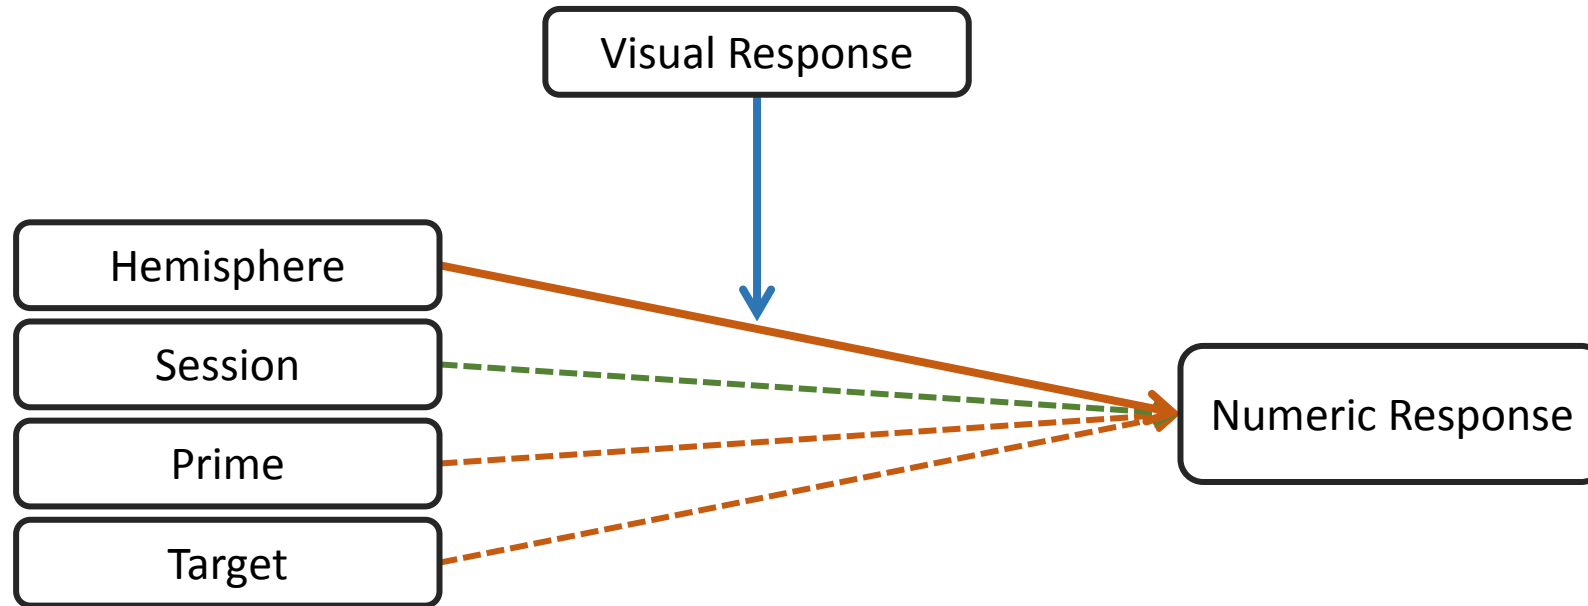 Visual Response
Hemisphere
Session
Prime
Target
Numeric Response